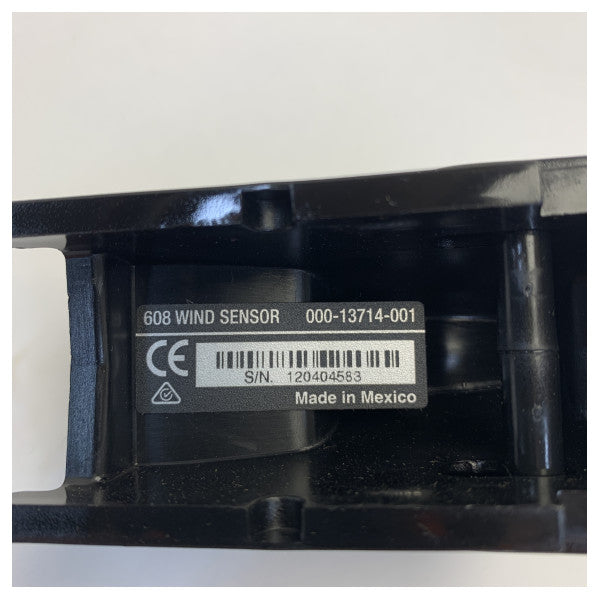 608 WIND SENSOR 000-13714-001
CE
S/N. 120404583
Made in Mexico